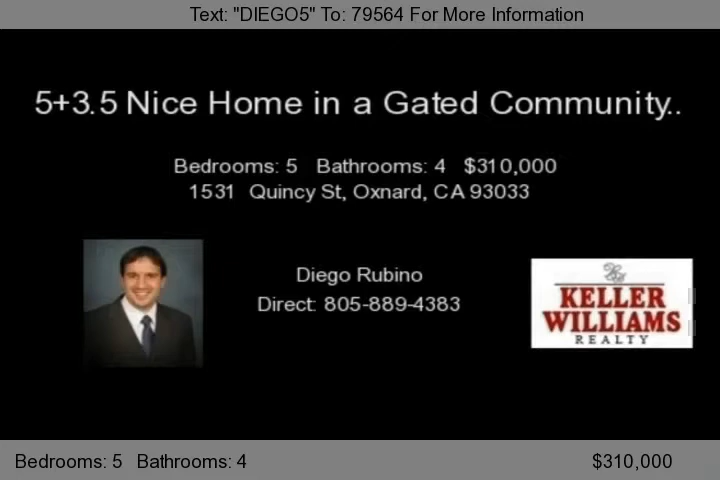 Text: "DIEGO5" To: 79564 For More Information
5+3.5 Nice Home in a Gated Community..
Bedrooms: 5 Bathrooms: 4 $310,000
1531 Quincy St, Oxnard, CA 93033
Diego Rubino
Direct: 805-889-4383
KELLER
WILLIAMS
REALTY
Bedrooms: 5 Bathrooms: 4 $310,000